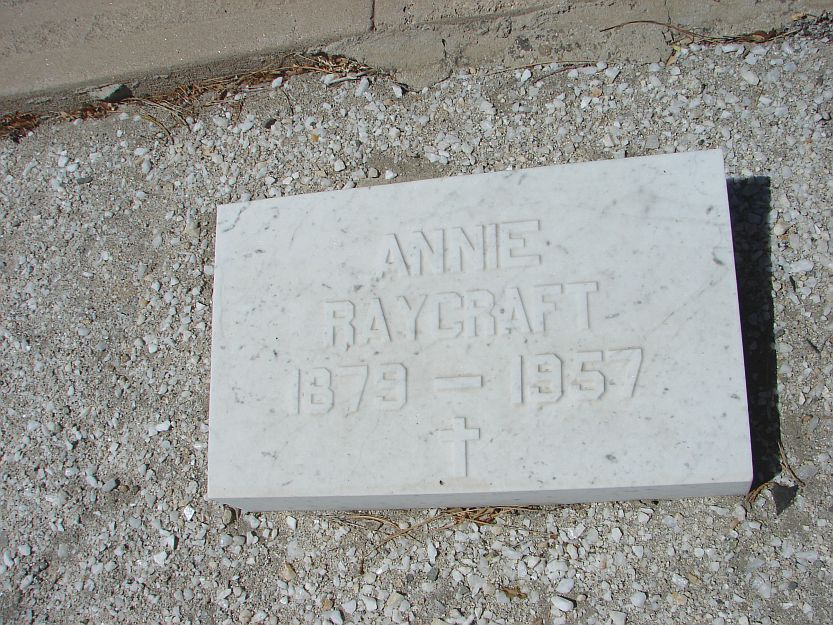 ANNIE
RAYCRAFT
1879 – 1957